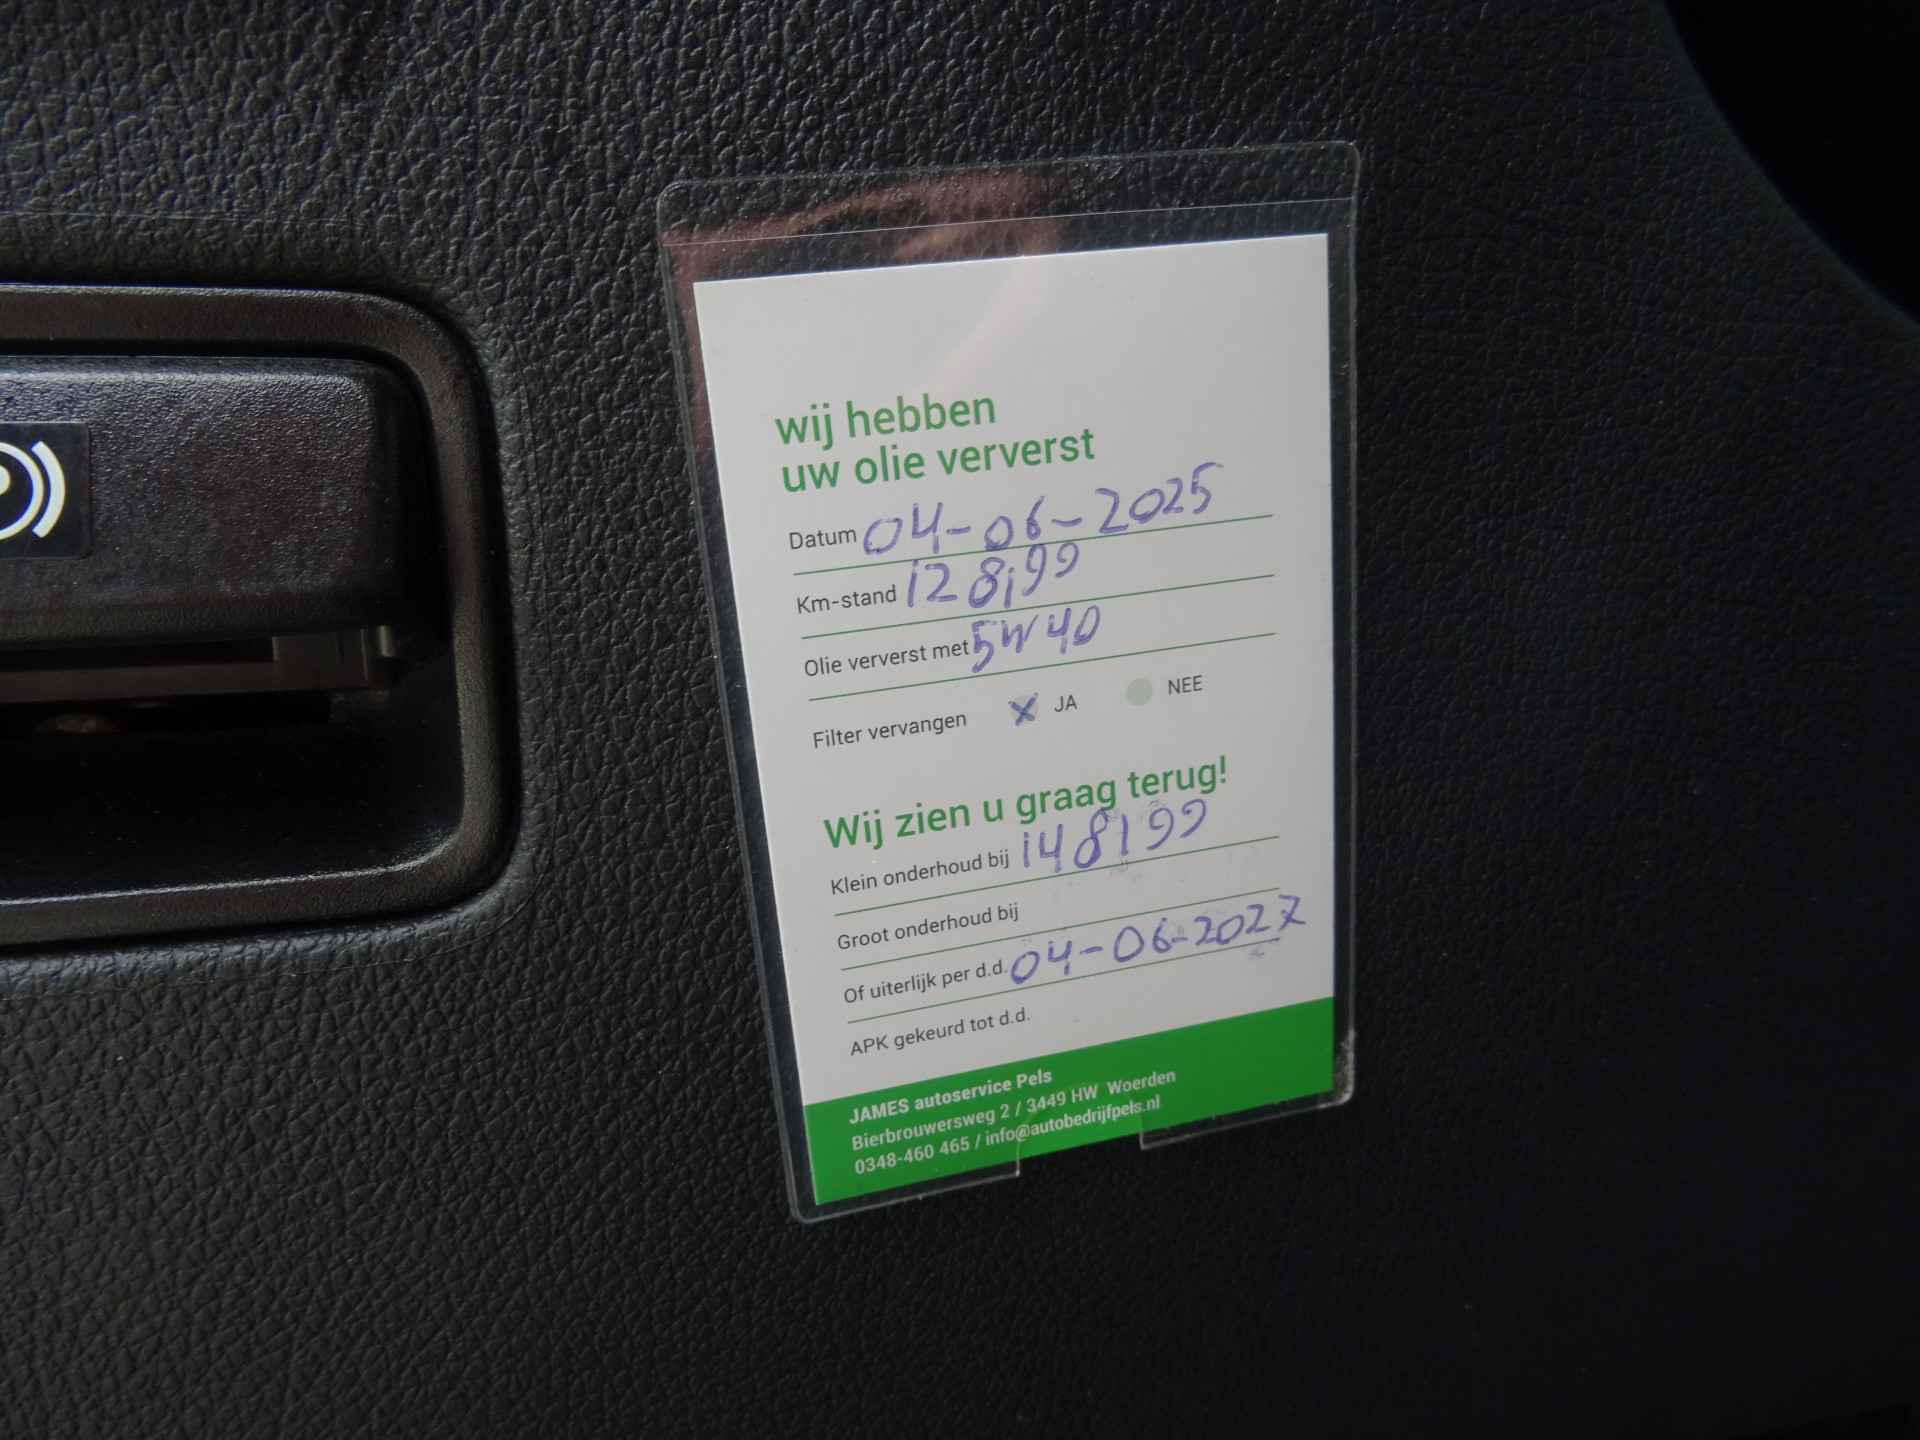 wij hebben
uw olie ververst
Datum 04-06-2025
Km-stand 128199
Olie ververst met 5W40
Filter vervangen X JA NEE
Wij zien u graag terug!
Klein onderhoud bij 148199
Groot onderhoud bij
Of uiterlijk per d.d. 04-06-2027
APK gekeurd tot d.d.
JAMES autoservice Pels
Bierbrouwersweg 2 / 3449 HW Woerden
0348-460 465 / info@autobedrijfpels.nl